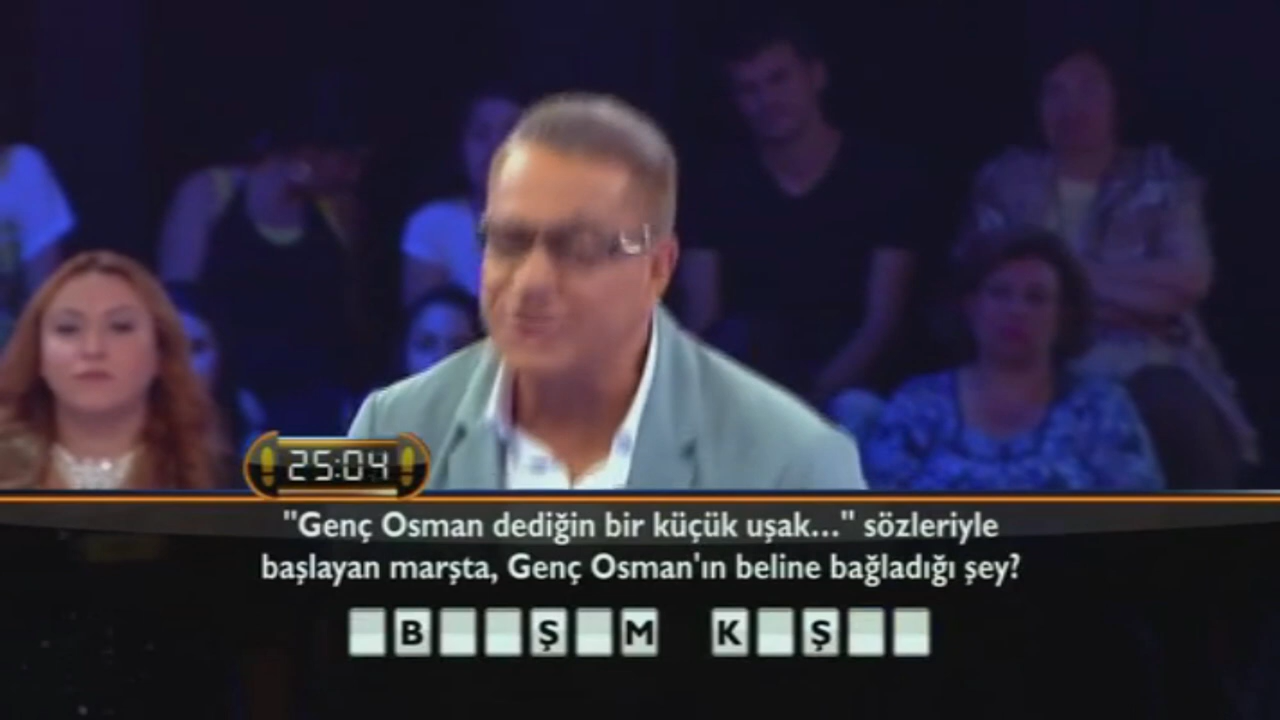 25:04
"Genç Osman dediğin bir küçük uşak..." sözleriyle
başlayan marşta, Genç Osman'ın beline bağladığı şey?
B Ş M K Ş